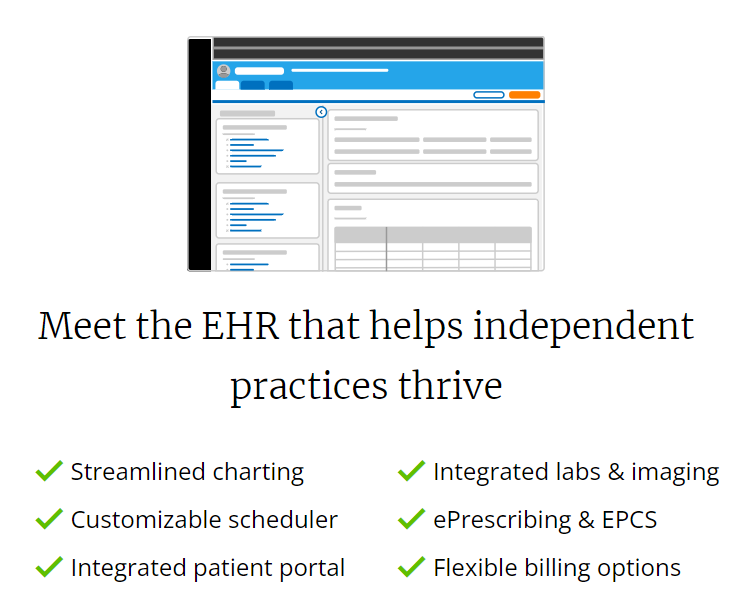 Meet the EHR that helps independent
practices thrive
Streamlined charting
Customizable scheduler
Integrated patient portal
Integrated labs & imaging
ePrescribing & EPCS
Flexible billing options